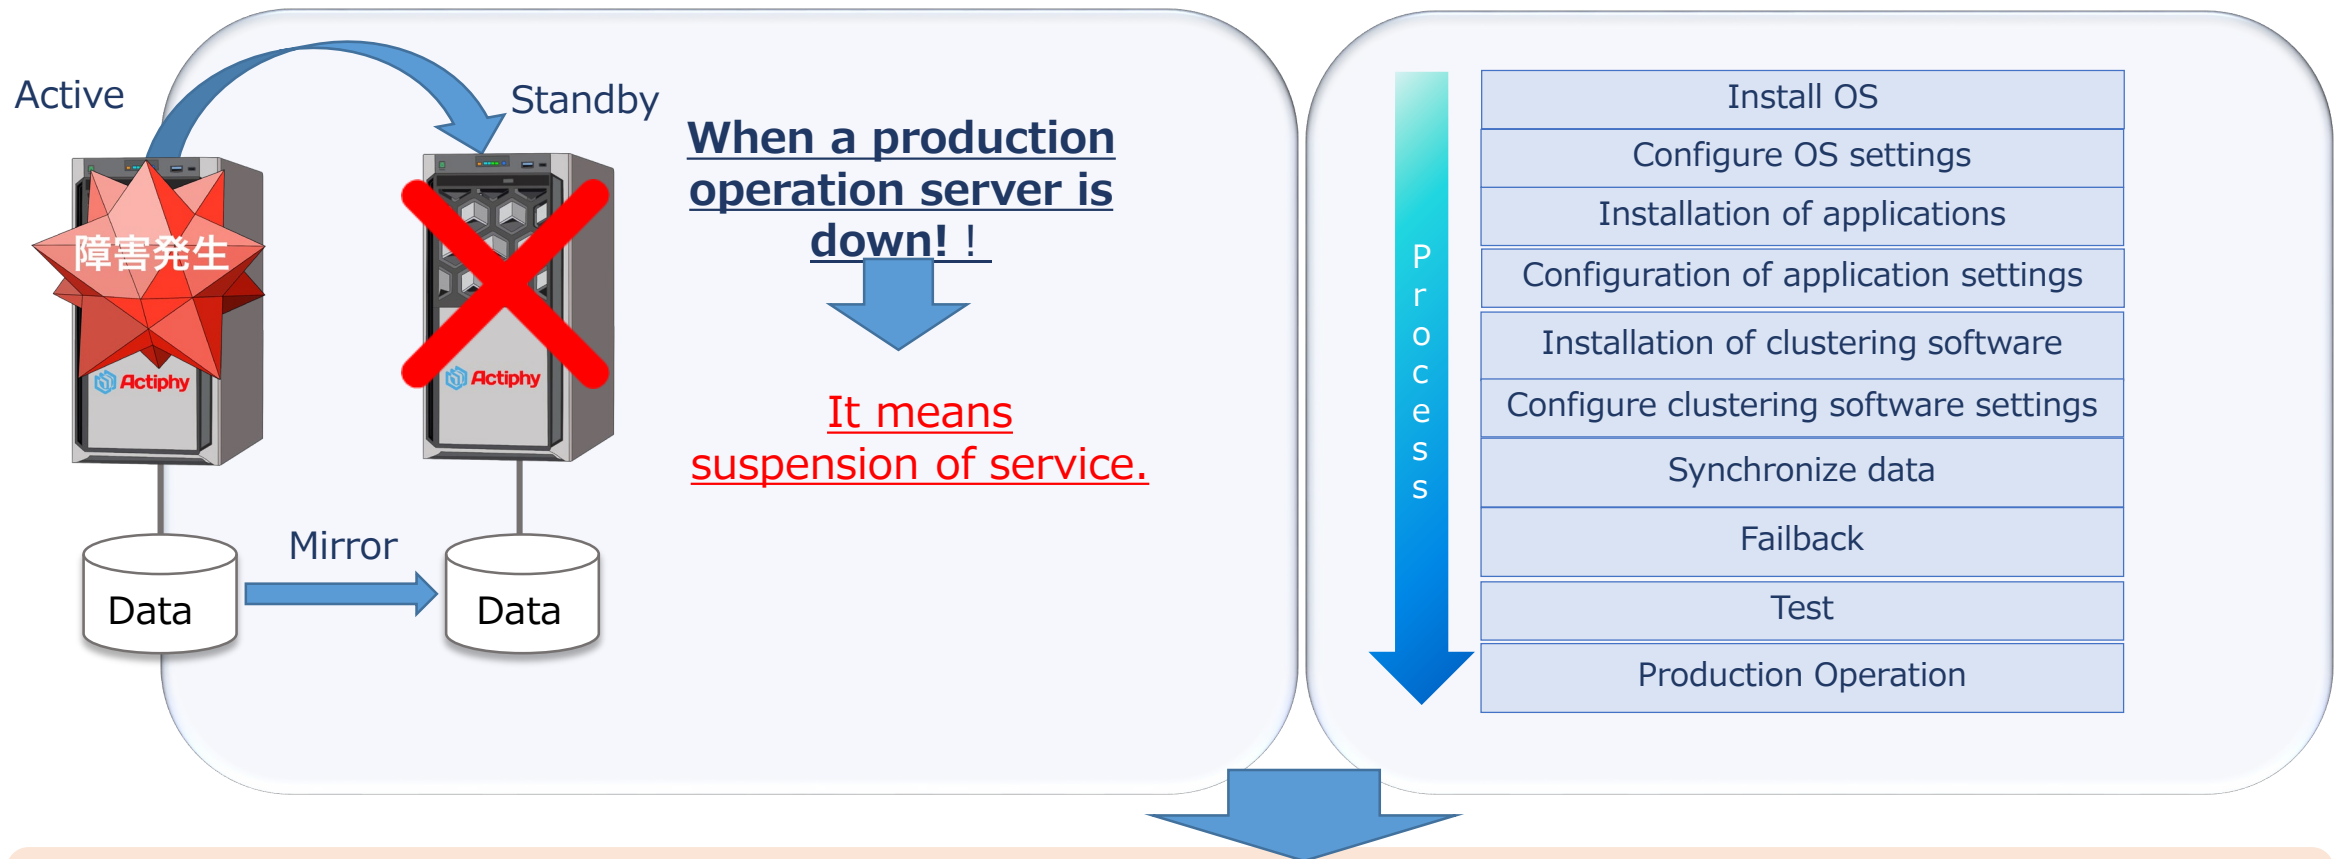 Active
Standby
障害発生
Actiphy
Actiphy
Mirror
Data
Data
When a production
operation server is
down! !
It means
suspension of service.
Process
Install OS
Configure OS settings
Installation of applications
Configuration of application settings
Installation of clustering software
Configure clustering software settings
Synchronize data
Failback
Test
Production Operation